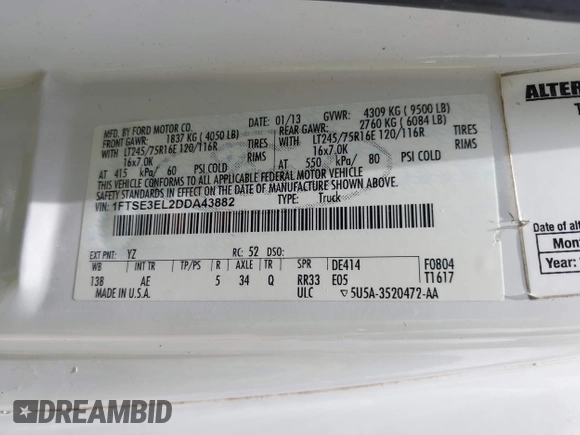 MFD. BY FORD MOTOR CO.
DATE: 01/13 GVWR: 4309 KG ( 9500 LB)
FRONT GAWR: 1837 KG ( 4050 LB)
REAR GAWR: 2760 KG ( 6084 LB)
WITH LT245/75R16E 120/116R TIRES
WITH LT245/75R16E 120/116R TIRES
16x7.0K RIMS
16x7.0K RIMS
AT 415 kPa/ 60 PSI COLD
AT 550 kPa/ 80 PSI COLD
THIS VEHICLE CONFORMS TO ALL APPLICABLE FEDERAL MOTOR VEHICLE
SAFETY STANDARDS IN EFFECT ON THE DATE OF MANUFACTURE SHOWN ABOVE.
VIN: 1FTSE3EL2DDA43882
TYPE: Truck
EXT PNT: YZ RC: 52 DSO:
WB INT TR TP/PS R AXLE TR SPR DE414 F0804
138 AE 5 34 Q RR33 E05 T1617
MADE IN U.S.A. ULC 5U5A-3520472-AA
ALTER
Date of alt
Mon
Year:
DREAMBID